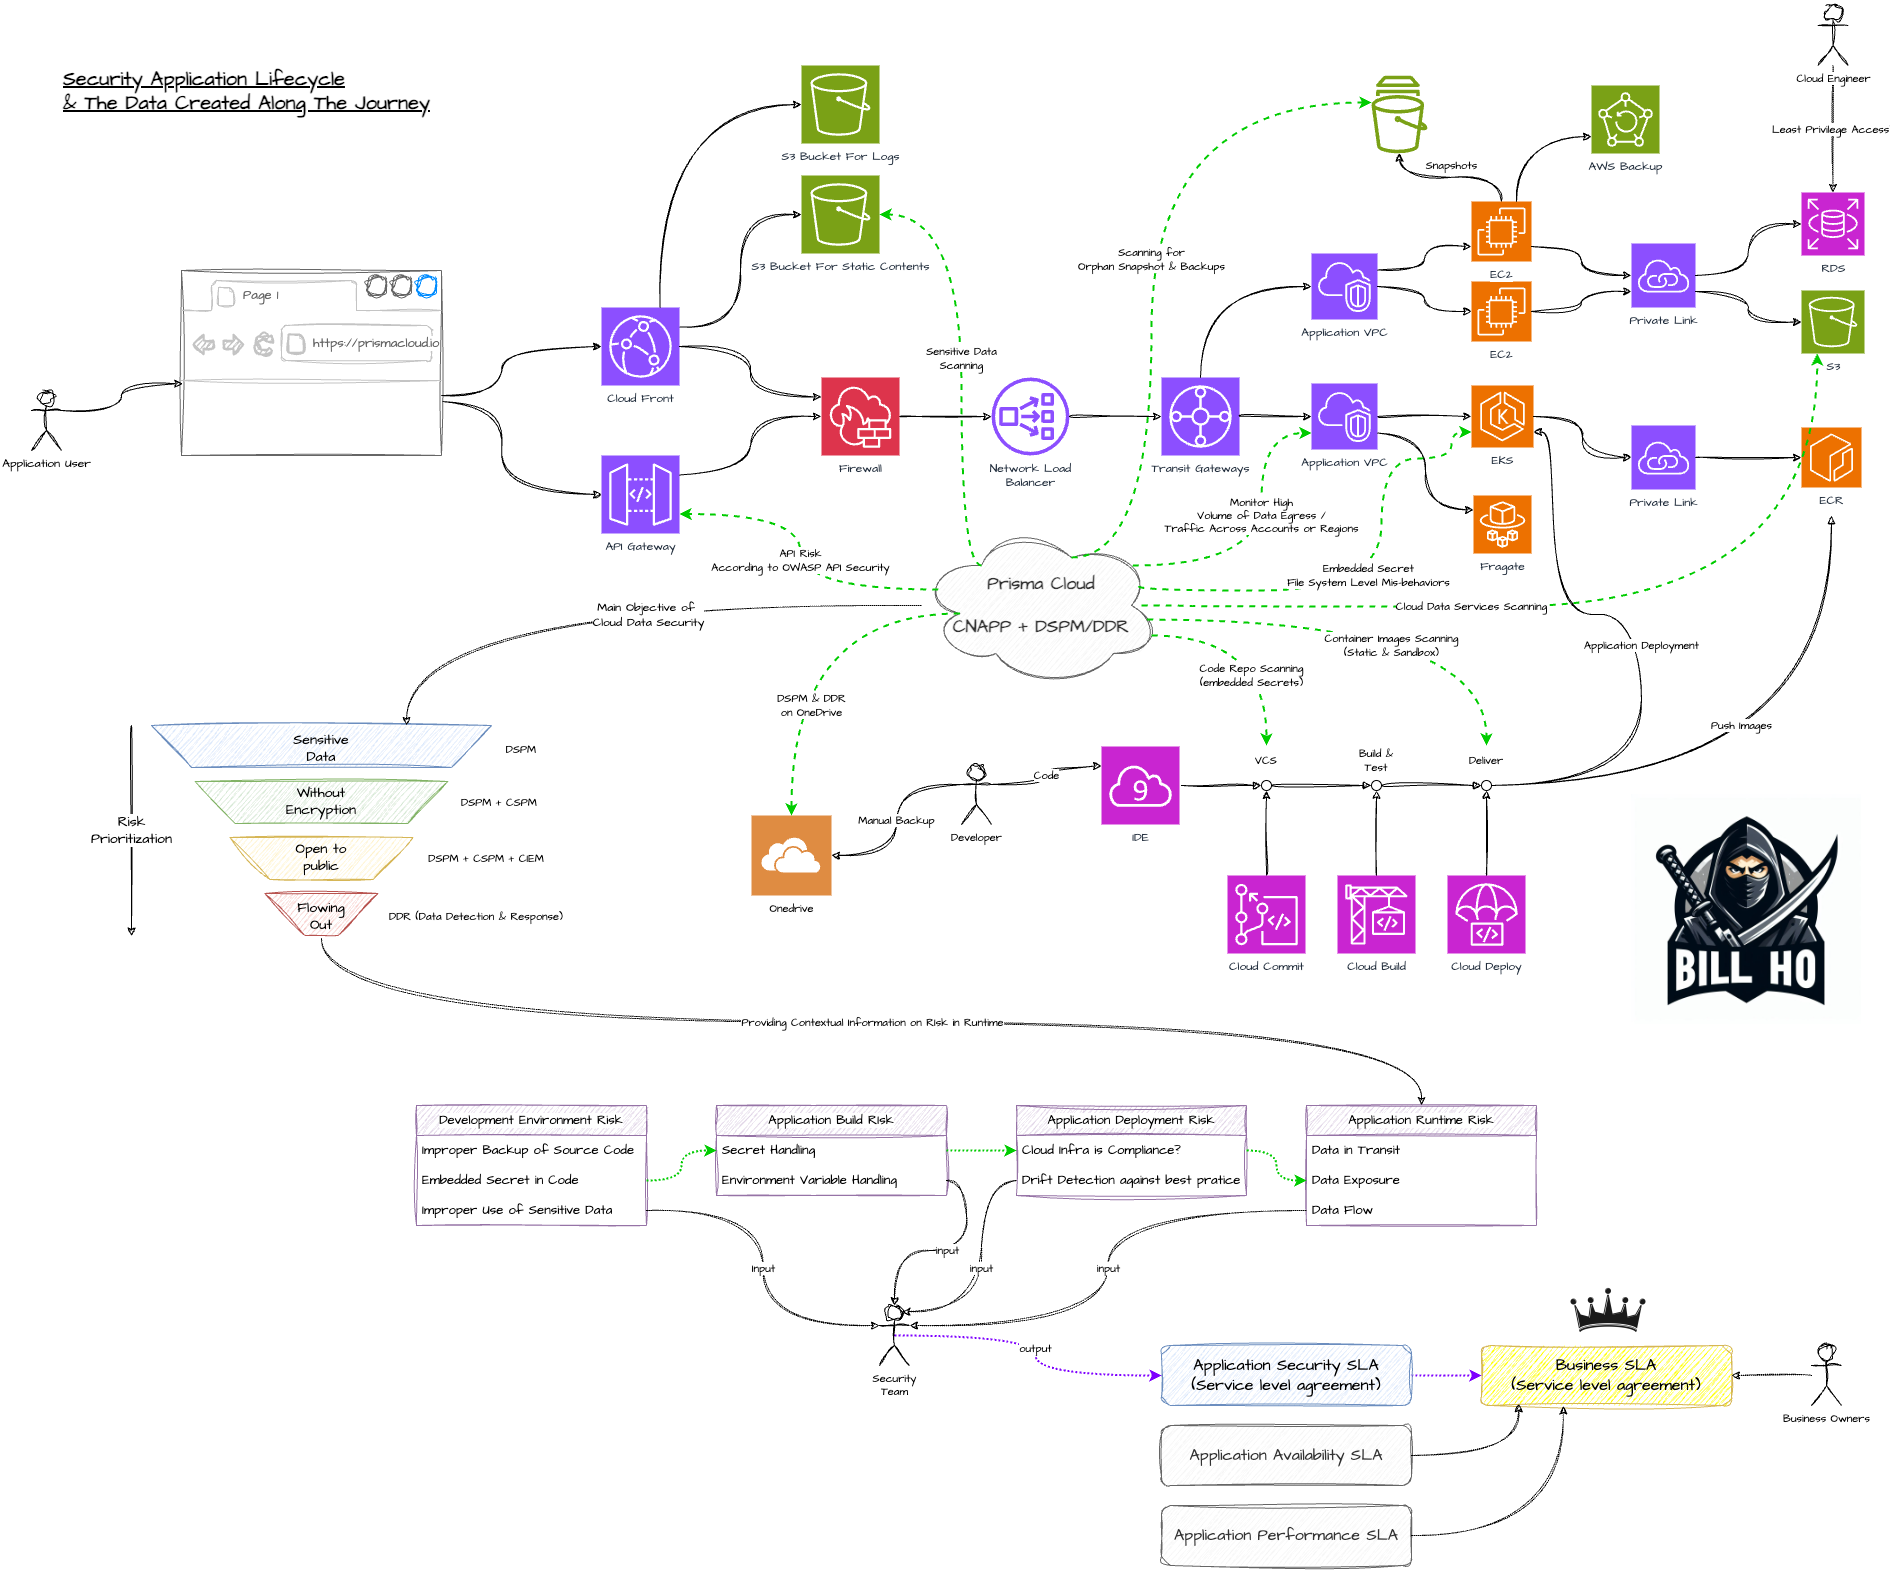 Security Application Lifecycle
& The Data Created Along The Journey.
Cloud Engineer
Least Privilege Access
S3 Bucket For Logs
S3 Bucket For Static Contents
Snapshots
AWS Backup
Scanning for
Orphan Snapshot & Backups
EC2
EC2
Application VPC
Private Link
RDS
S3
Page 1
https://prismacloud.io
Application User
Cloud Front
API Gateway
Sensitive Data
Scanning
Firewall
Network Load
Balancer
Transit Gateways
Application VPC
K
EKS
Private Link
ECR
Fragate
Monitor High
Volume of Data Egress /
Traffic Across Accounts or Regions
API Risk
According to OWASP API Security
Embedded Secret
File System Level Mis-behaviors
Cloud Data Services Scanning
Prisma Cloud
CNAPP + DSPM/DDR
Main Objective of
Cloud Data Security
Container Images Scanning
(Static & Sandbox)
Code Repo Scanning
(embedded Secrets)
Application Deployment
Push Images
DSPM & DDR
on OneDrive
Risk
Prioritization
Sensitive
Data
DSPM
Without
Encryption
DSPM + CSPM
Open to
public
DSPM + CSPM + CIEM
Flowing
Out
DDR (Data Detection & Response)
Onedrive
Manual Backup
Developer
Code
9
IDE
VCS
Build &
Test
Deliver
Cloud Commit
Cloud Build
Cloud Deploy
BILL HO
Providing Contextual Information on Risk in Runtime
Development Environment Risk
Improper Backup of Source Code
Embedded Secret in Code
Improper Use of Sensitive Data
Application Build Risk
Secret Handling
Environment Variable Handling
Application Deployment Risk
Cloud Infra is Compliance?
Drift Detection against best pratice
Application Runtime Risk
Data in Transit
Data Exposure
Data Flow
Input
input
input
input
Security
Team
output
Application Security SLA
(Service level agreement)
Business SLA
(Service level agreement)
Business Owners
Application Availability SLA
Application Performance SLA